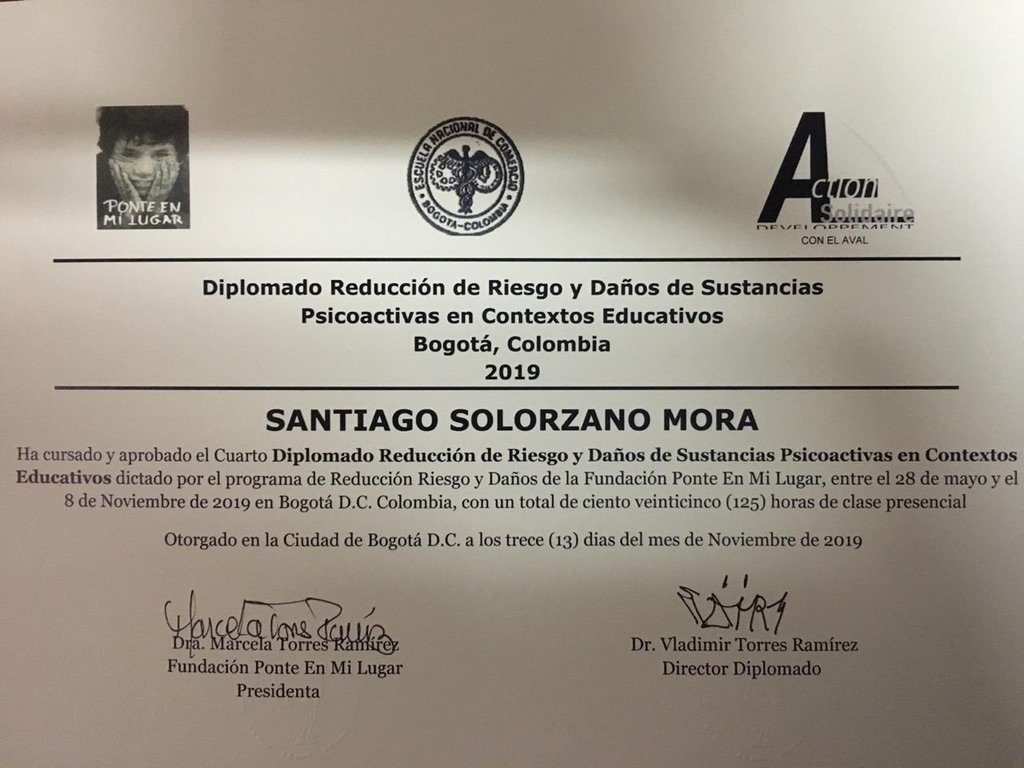 PONTE EN
MI LUGAR
ESCUELA NACIONAL DE COMERCIO
BOGOTA-COLOMBIA
Action
Solidaire
DEVELOPPEMENT
CON EL AVAL
Diplomado Reducción de Riesgo y Daños de Sustancias
Psicoactivas en Contextos Educativos
Bogotá, Colombia
2019
SANTIAGO SOLORZANO MORA
Ha cursado y aprobado el Cuarto Diplomado Reducción de Riesgo y Daños de Sustancias Psicoactivas en Contextos
Educativos dictado por el programa de Reducción Riesgo y Daños de la Fundación Ponte En Mi Lugar, entre el 28 de mayo y el
8 de Noviembre de 2019 en Bogotá D.C. Colombia, con un total de ciento veinticinco (125) horas de clase presencial
Otorgado en la Ciudad de Bogotá D.C. a los trece (13) dias del mes de Noviembre de 2019
Dra. Marcela Torres Ramírez
Fundación Ponte En Mi Lugar
Presidenta
Dr. Vladimir Torres Ramírez
Director Diplomado